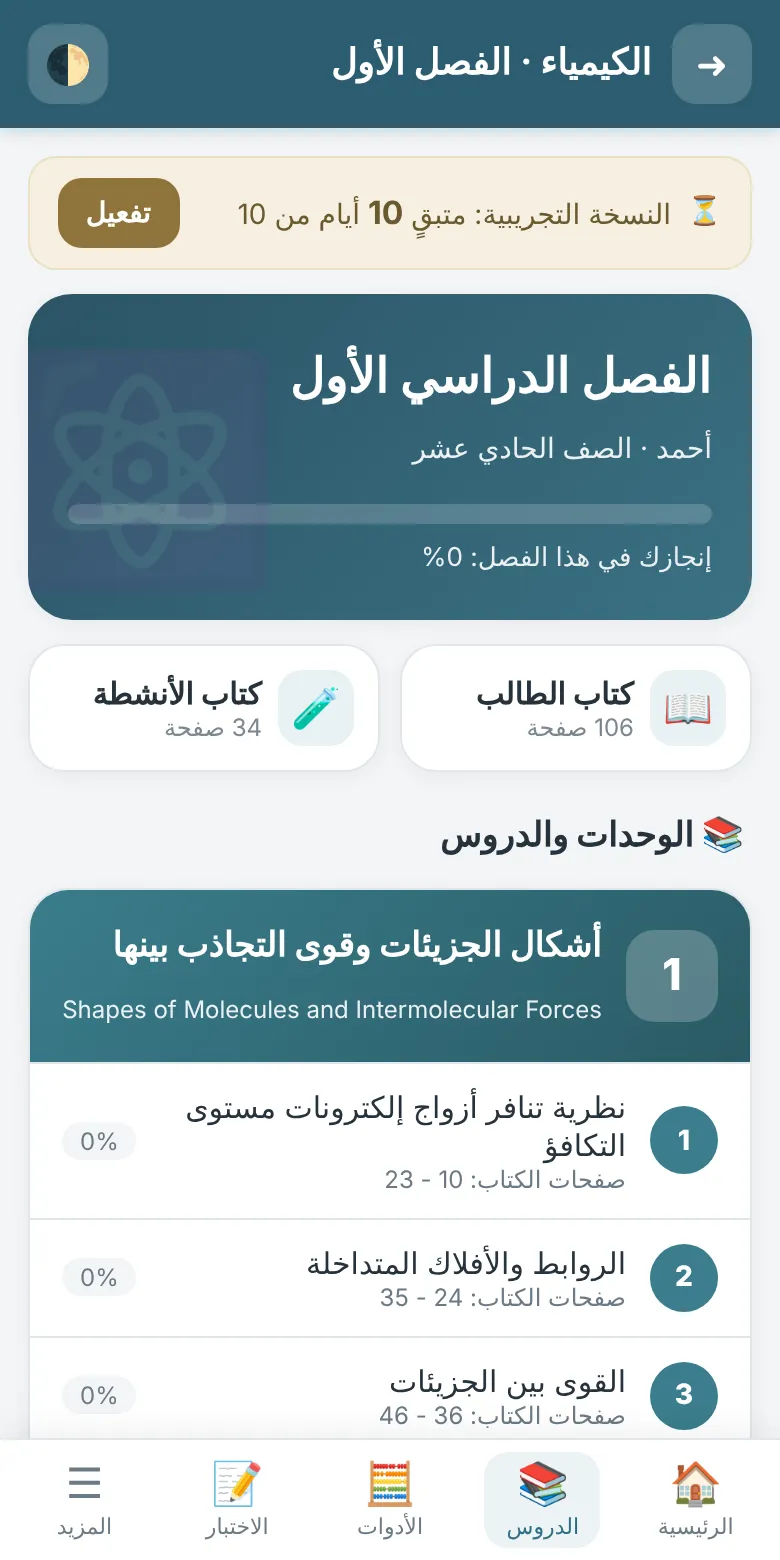 الكيمياء · الفصل الأول
النسخة التجريبية: متبقٍ 10 أيام من 10
تفعيل
الفصل الدراسي الأول
أحمد · الصف الحادي عشر
إنجازك في هذا الفصل: 0%
كتاب الطالب
106 صفحة
كتاب الأنشطة
34 صفحة
الوحدات والدروس
1
أشكال الجزيئات وقوى التجاذب بينها
Shapes of Molecules and Intermolecular Forces
1
نظرية تنافر أزواج إلكترونات مستوى
التكافؤ
صفحات الكتاب: 10 - 23
0%
2
الروابط والأفلاك المتداخلة
صفحات الكتاب: 24 - 35
0%
3
القوى بين الجزيئات
صفحات الكتاب: 36 - 46
0%
الرئيسية
الدروس
الأدوات
الاختبار
المزيد